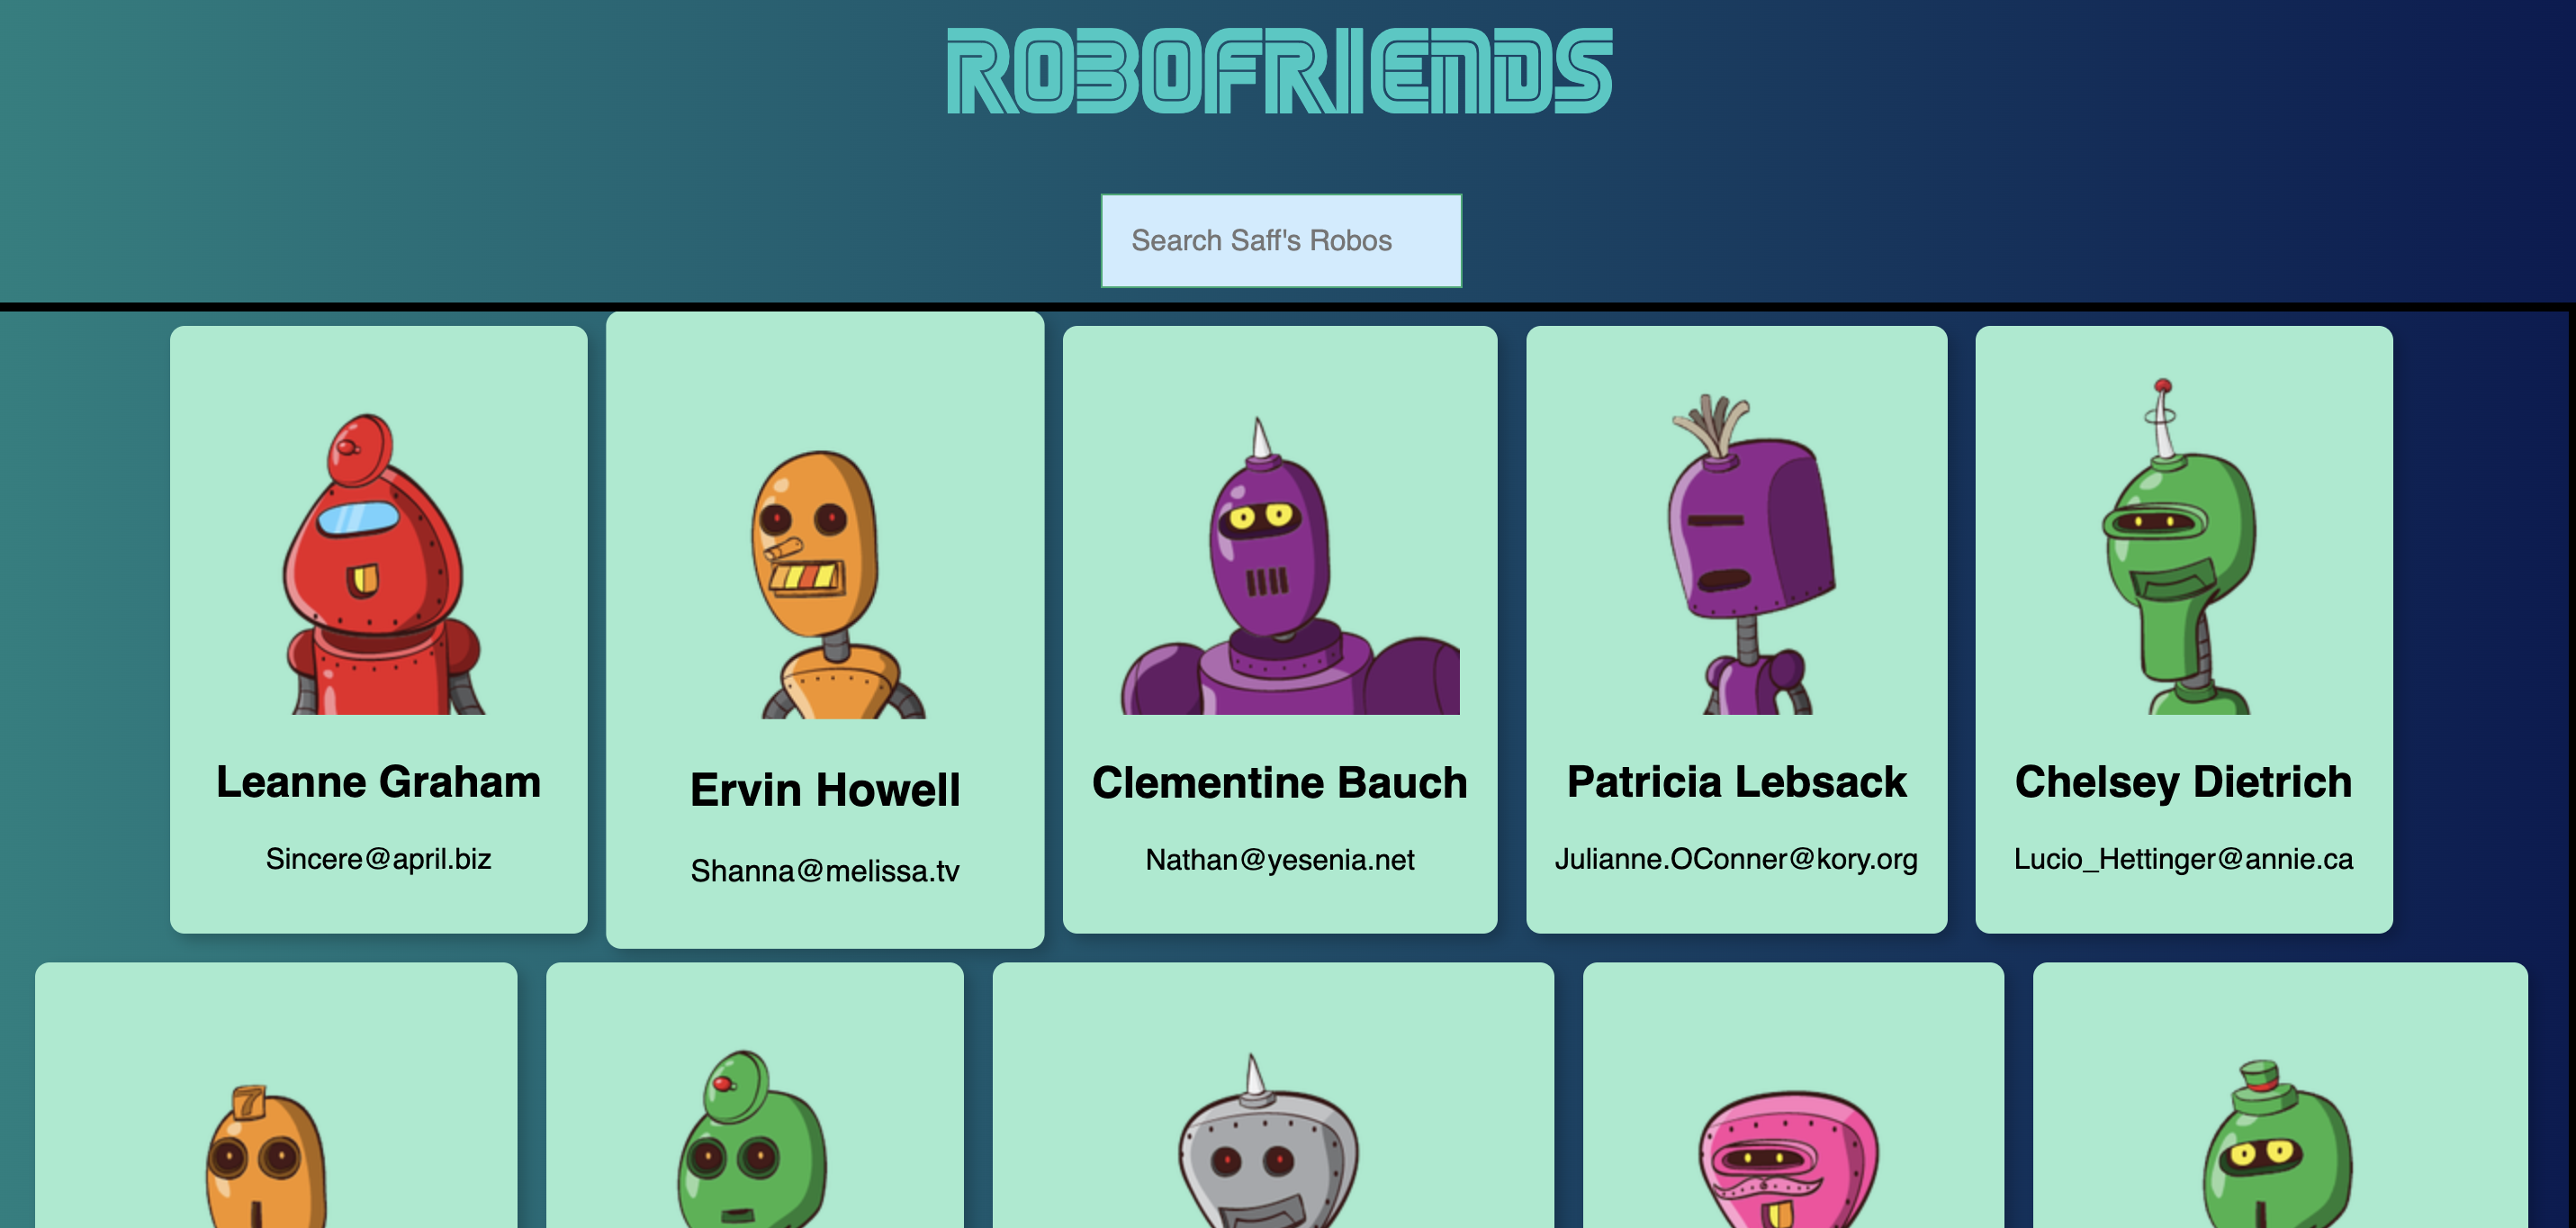 ROBOFRIENDS
Search Saff's Robos
Leanne Graham
Sincere@april.biz
Ervin Howell
Shanna@melissa.tv
Clementine Bauch
Nathan@yesenia.net
Patricia Lebsack
Julianne.OConner@kory.org
Chelsey Dietrich
Lucio_Hettinger@annie.ca
7